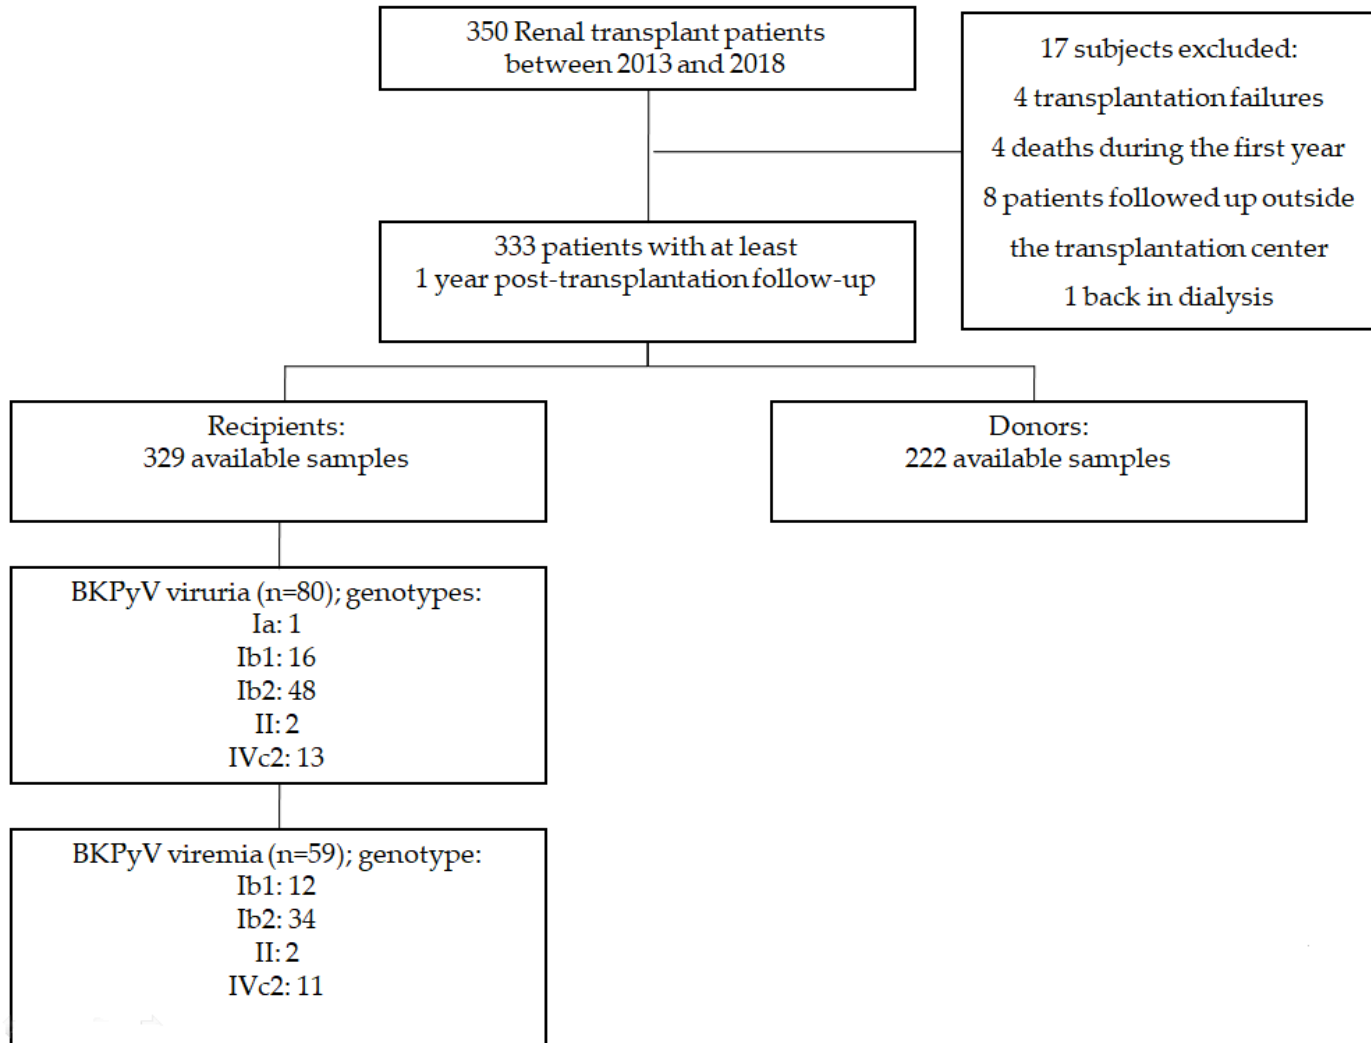 350 Renal transplant patients
between 2013 and 2018
17 subjects excluded:
4 transplantation failures
4 deaths during the first year
8 patients followed up outside
the transplantation center
1 back in dialysis
333 patients with at least
1 year post-transplantation follow-up
Recipients:
329 available samples
Donors:
222 available samples
BKPyV viruria (n=80); genotypes:
Ia: 1
Ib1: 16
Ib2: 48
II: 2
IVc2: 13
BKPyV viremia (n=59); genotype:
Ib1: 12
Ib2: 34
II: 2
IVc2: 11